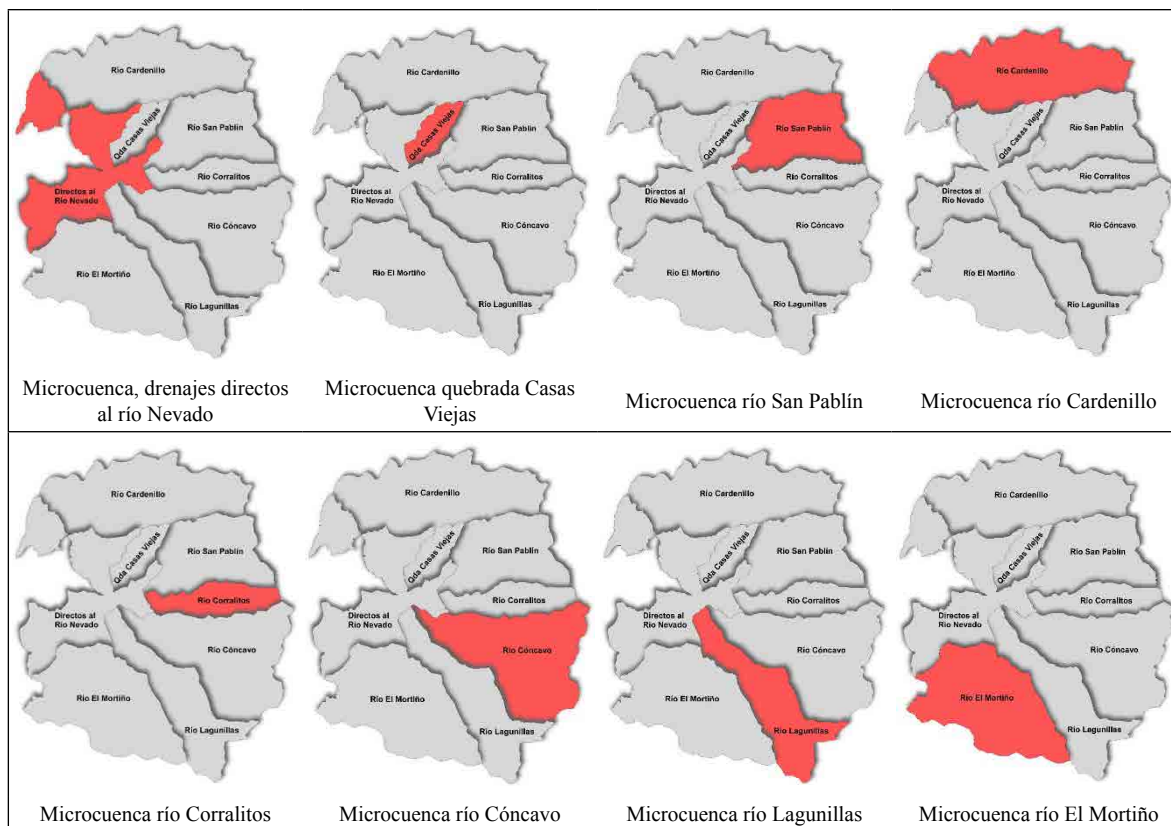 Río Cardenillo
Qda Casas Viejas
Río San Pablín
Río Corralitos
Directos al
Río Nevado
Río Cóncavo
Río El Mortiño
Río Lagunillas
Microcuenca, drenajes directos
al río Nevado
Río Cardenillo
Qda Casas Viejas
Río San Pablín
Río Corralitos
Directos al
Río Nevado
Río Cóncavo
Río El Mortiño
Río Lagunillas
Microcuenca quebrada Casas
Viejas
Río Cardenillo
Qda Casas Viejas
Río San Pablín
Río Corralitos
Directos al
Río Nevado
Río Cóncavo
Río El Mortiño
Río Lagunillas
Microcuenca río San Pablín
Río Cardenillo
Qda Casas Viejas
Río San Pablín
Río Corralitos
Directos al
Río Nevado
Río Cóncavo
Río El Mortiño
Río Lagunillas
Microcuenca río Cardenillo
Río Cardenillo
Qda Casas Viejas
Río San Pablín
Río Corralitos
Directos al
Río Nevado
Río Cóncavo
Río El Mortiño
Río Lagunillas
Microcuenca río Corralitos
Río Cardenillo
Qda Casas Viejas
Río San Pablín
Río Corralitos
Directos al
Río Nevado
Río Cóncavo
Río El Mortiño
Río Lagunillas
Microcuenca río Cóncavo
Río Cardenillo
Qda Casas Viejas
Río San Pablín
Río Corralitos
Directos al
Río Nevado
Río Cóncavo
Río El Mortiño
Río Lagunillas
Microcuenca río Lagunillas
Río Cardenillo
Qda Casas Viejas
Río San Pablín
Río Corralitos
Directos al
Río Nevado
Río Cóncavo
Río El Mortiño
Río Lagunillas
Microcuenca río El Mortiño